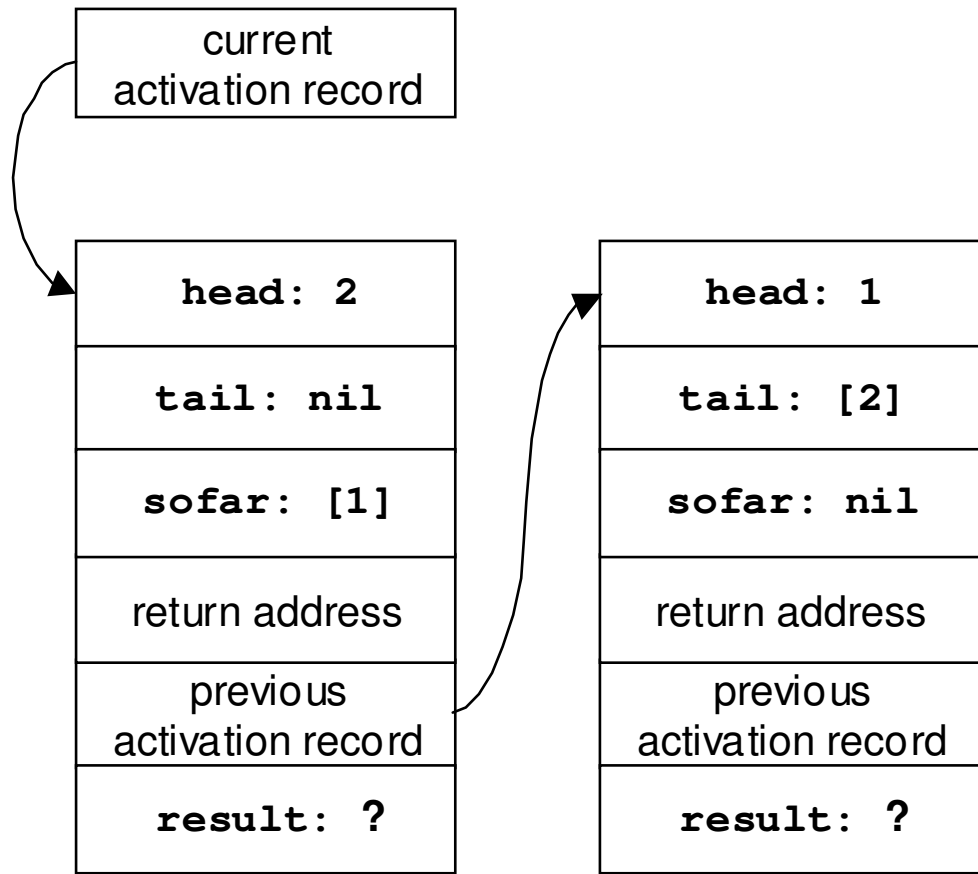 current
activation record
head: 2
tail: nil
sofar: [1]
return address
previous
activation record
result: ?
head: 1
tail: [2]
sofar: nil
return address
previous
activation record
result: ?